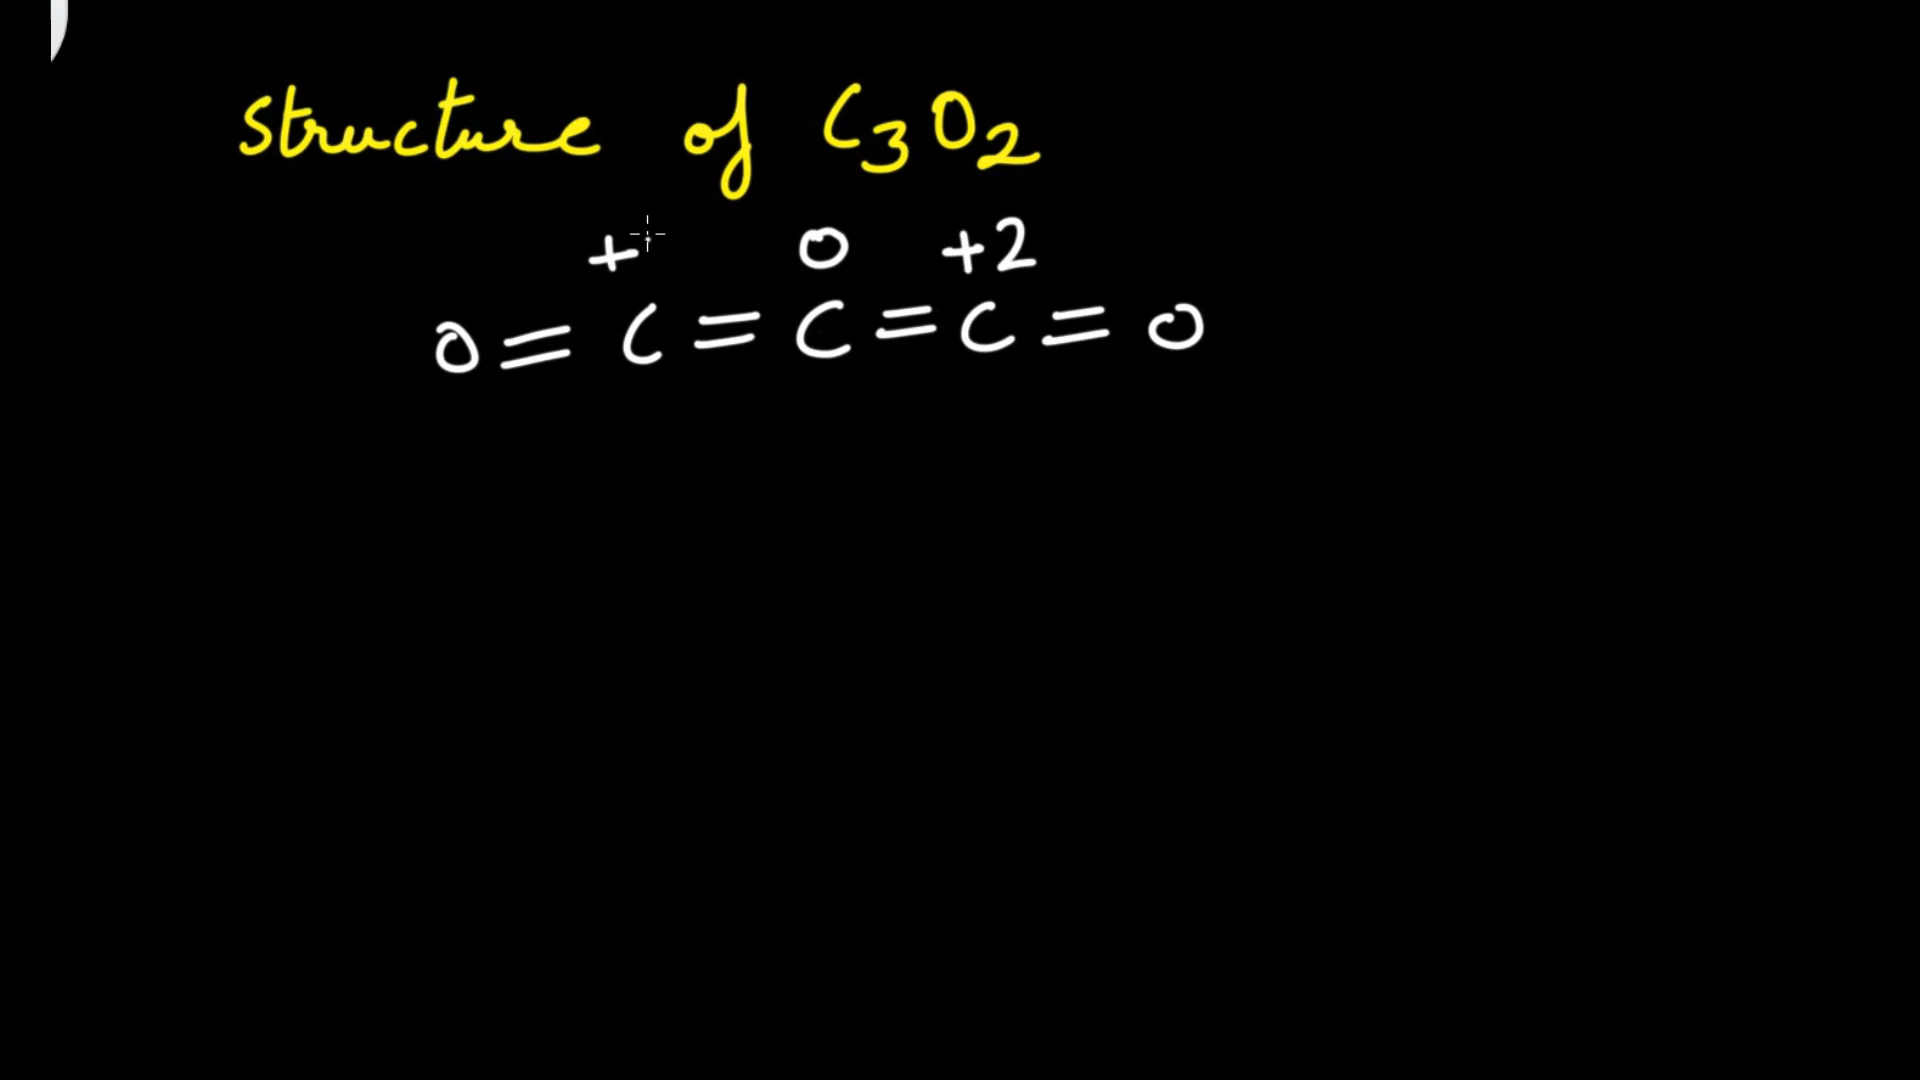 Structure of C3O2
+ 0 +2
O=C=C=C=O